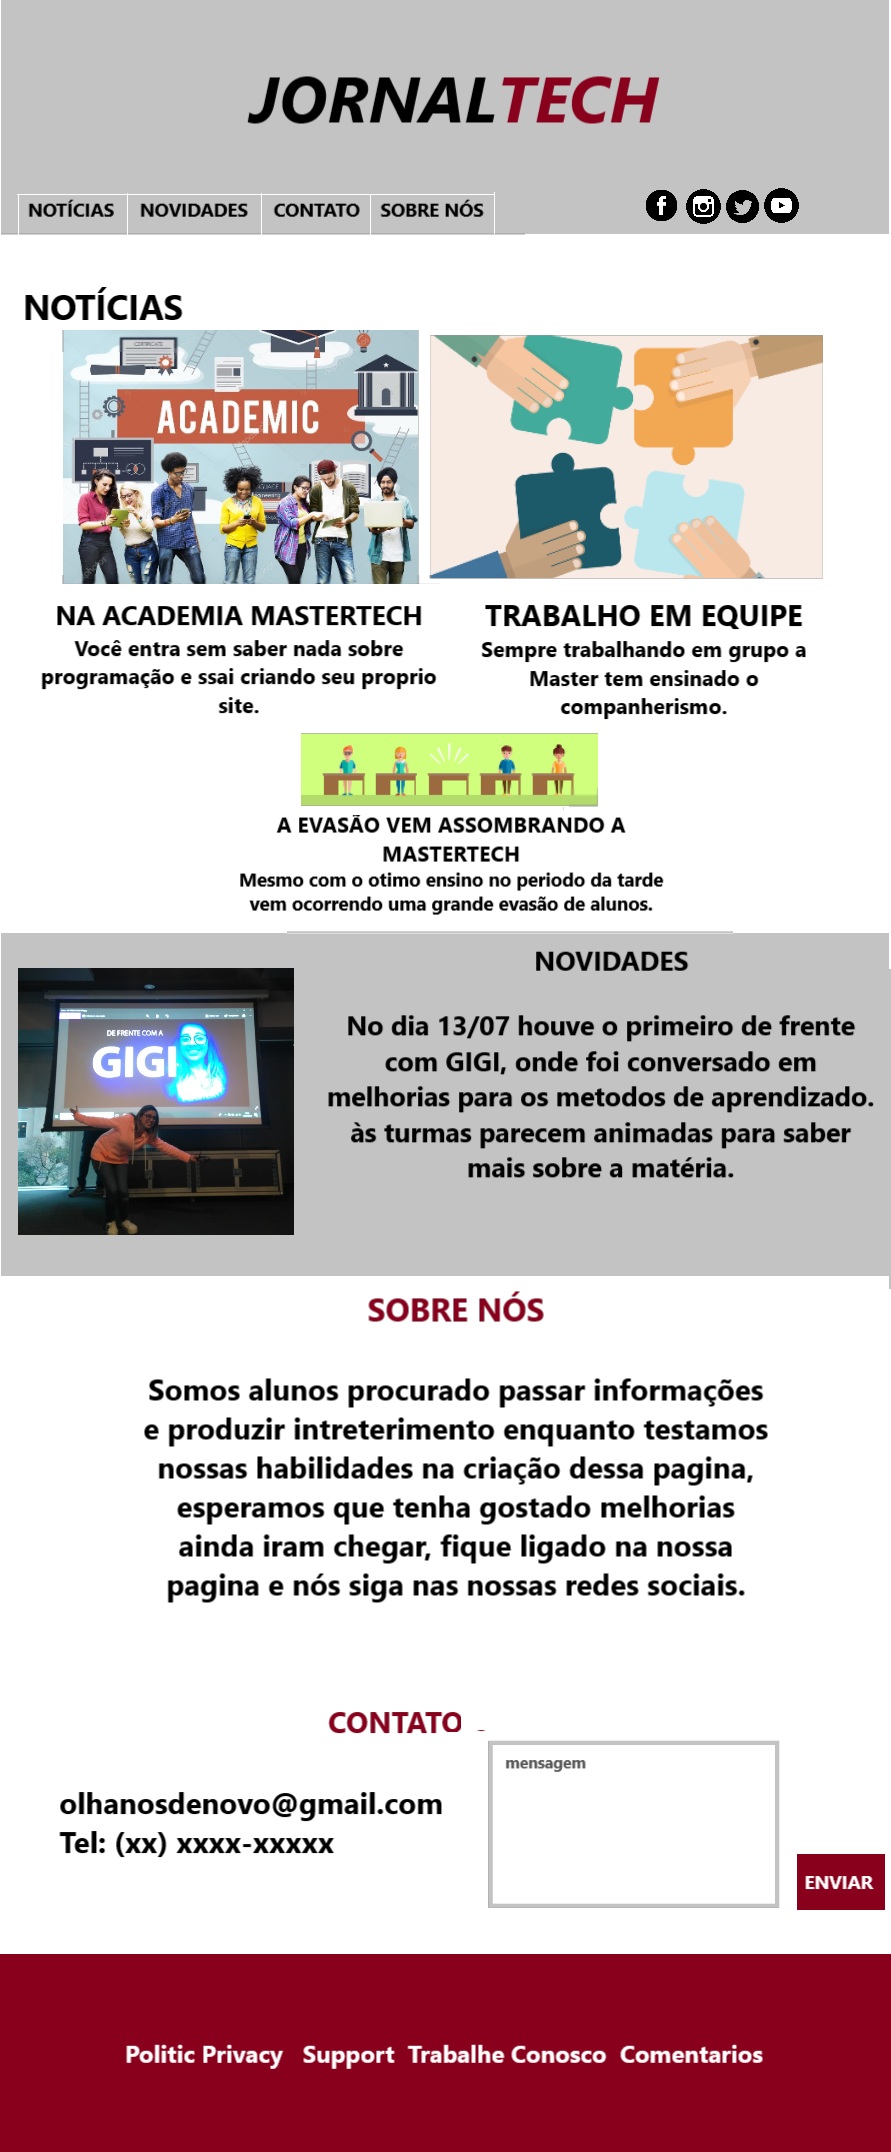 JORNALTECH
NOTÍCIAS NOVIDADES CONTATO SOBRE NÓS
NOTÍCIAS
CERTIFICATE
ACADEMIC
NA ACADEMIA MASTERTECH
Você entra sem saber nada sobre
programação e ssai criando seu proprio
site.
TRABALHO EM EQUIPE
Sempre trabalhando em grupo a
Master tem ensinado o
companherismo.
A EVASÃO VEM ASSOMBRANDO A
MASTERTECH
Mesmo com o otimo ensino no periodo da tarde
vem ocorrendo uma grande evasão de alunos.
DE FRENTE COM A
GIGI
NOVIDADES
No dia 13/07 houve o primeiro de frente
com GIGI, onde foi conversado em
melhorias para os metodos de aprendizado.
às turmas parecem animadas para saber
mais sobre a matéria.
SOBRE NÓS
Somos alunos procurado passar informações
e produzir intreterimento enquanto testamos
nossas habilidades na criação dessa pagina,
esperamos que tenha gostado melhorias
ainda iram chegar, fique ligado na nossa
pagina e nós siga nas nossas redes sociais.
CONTATO
olhanosdenovo@gmail.com
Tel: (xx) xxxx-xxxxx
mensagem
ENVIAR
Politic Privacy Support Trabalhe Conosco Comentarios